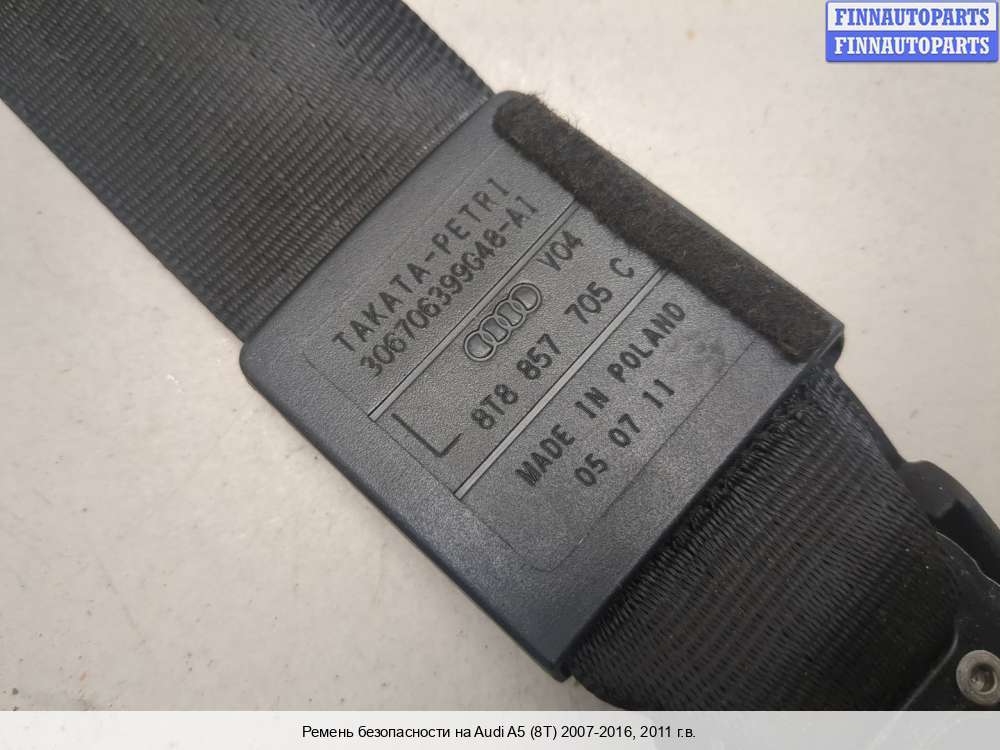 FINNAUTOPARTS
FINNAUTOPARTS
TAKATA-PETRI
306706399G48-A1
V04
L 8T8 857 705 C
MADE IN POLAND
05 07 11
Ремень безопасности на Audi A5 (8T) 2007-2016, 2011 г.в.